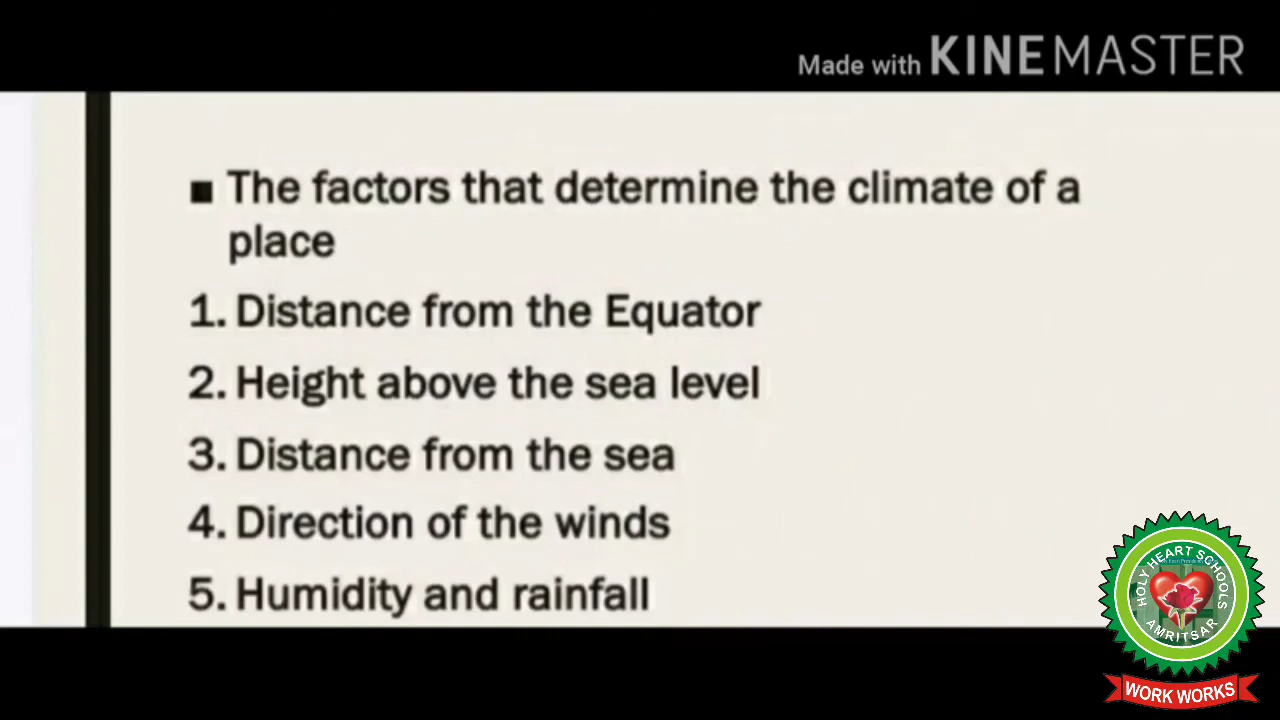 Made with KINEMASTER
■ The factors that determine the climate of a
place
1. Distance from the Equator
2. Height above the sea level
3. Distance from the sea
4. Direction of the winds
5. Humidity and rainfall
HOLY HEART SCHOOLS
AMRITSAR
WORK WORKS